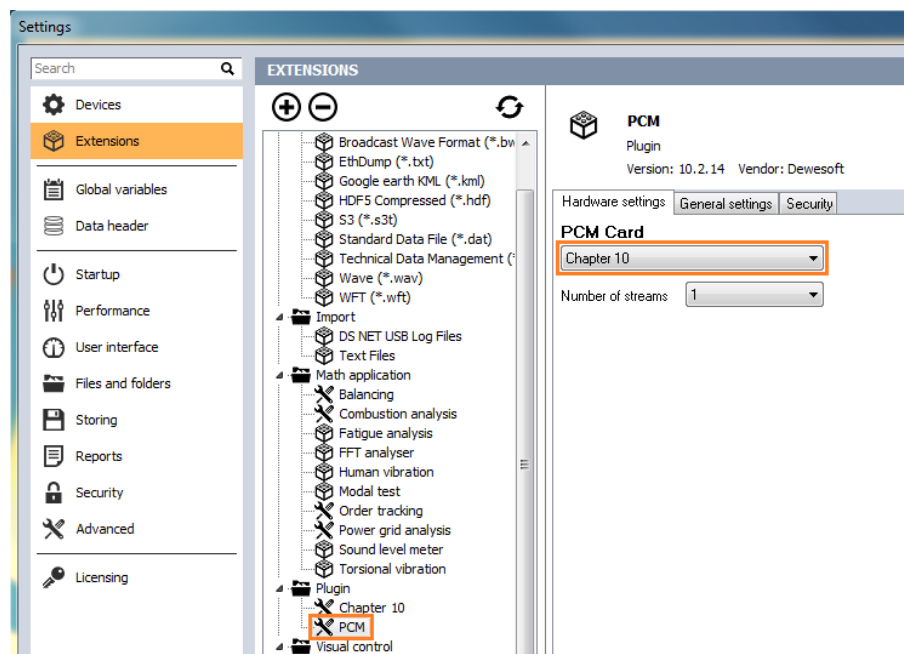 Settings
Search
Devices
Extensions
Global variables
Data header
Startup
Performance
User interface
Files and folders
Storing
Reports
Security
Advanced
Licensing
EXTENSIONS
Broadcast Wave Format (*.bw
EthDump (*.txt)
Google earth KML (*.kml)
HDF5 Compressed (*.hdf)
S3 (*.s3t)
Standard Data File (*.dat)
Technical Data Management (
Wave (*.wav)
WFT (*.wft)
Import
DS NET USB Log Files
Text Files
Math application
Balancing
Combustion analysis
Fatigue analysis
FFT analyser
Human vibration
Modal test
Order tracking
Power grid analysis
Sound level meter
Torsional vibration
Plugin
Chapter 10
PCM
Visual control
PCM
Plugin
Version: 10.2.14 Vendor: Dewesoft
Hardware settings General settings Security
PCM Card
Chapter 10
Number of streams 1